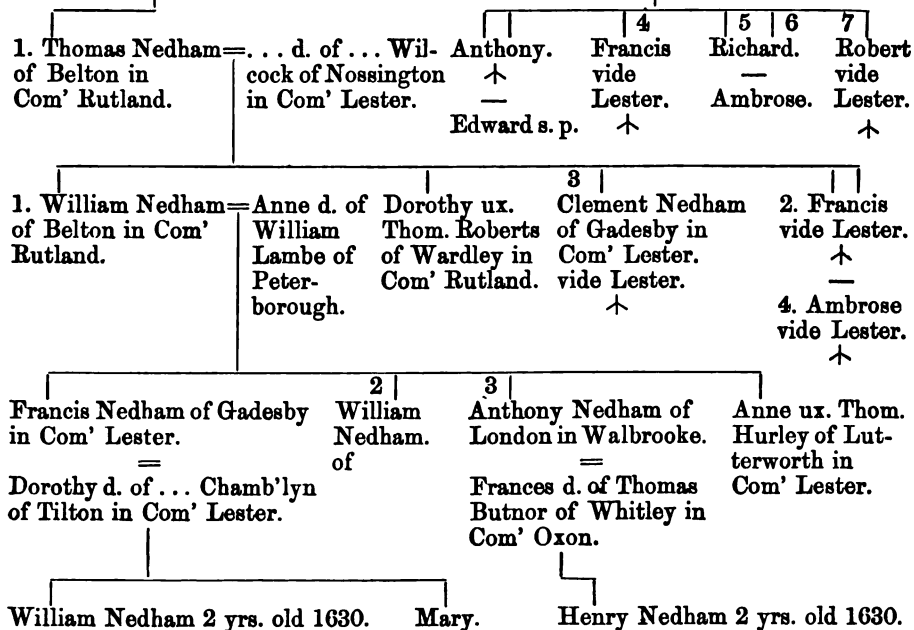 4 5 6 7
1. Thomas Nedham=. . . d. of . . . Wil- Anthony. Francis Richard. Robert
of Belton in cock of Nossington vide — vide
Com' Rutland. in Com' Lester. — Lester. Ambrose. Lester.
Edward s. p.
3
1. William Nedham=Anne d. of Dorothy ux. Clement Nedham 2. Francis
of Belton in Com' William Thom. Roberts of Gadesby in vide Lester.
Rutland. Lambe of of Wardley in Com' Lester.
Peter- Com' Rutland. vide Lester. —
borough. 4. Ambrose
vide Lester.
2 3
Francis Nedham of Gadesby William Anthony Nedham of Anne ux. Thom.
in Com' Lester. Nedham. London in Walbrooke. Hurley of Lut-
= of = terworth in
Dorothy d. of . . . Chamb'lyn Frances d. of Thomas Com' Lester.
of Tilton in Com' Lester. Butnor of Whitley in
Com' Oxon.
William Nedham 2 yrs. old 1630. Mary. Henry Nedham 2 yrs. old 1630.